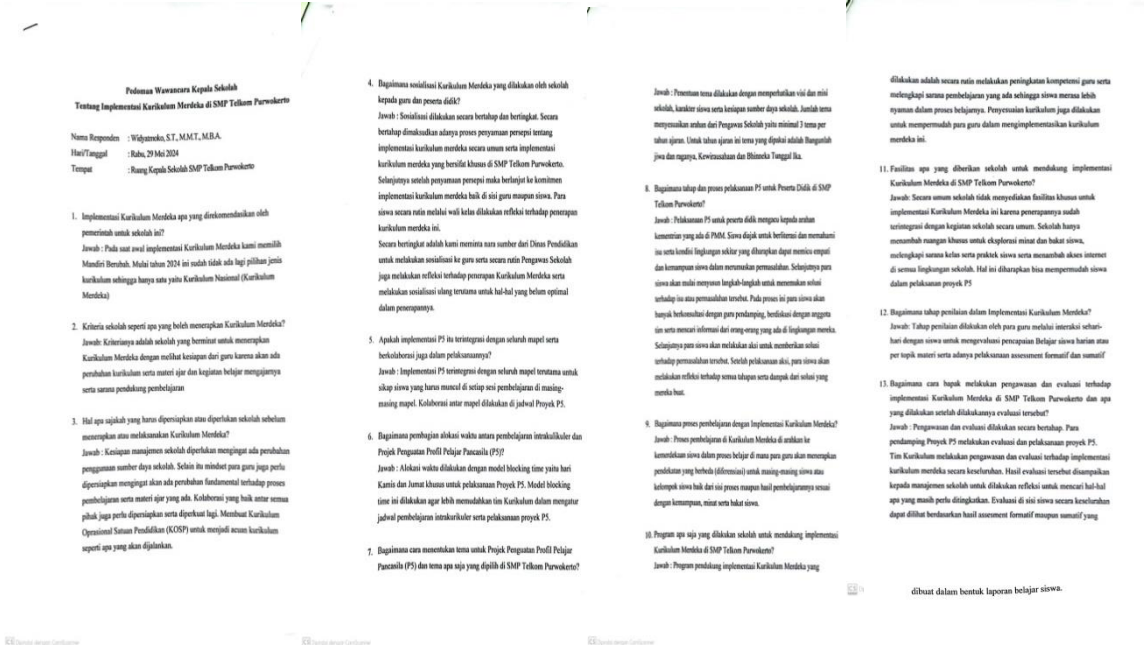 Pedoman Wawancara Kepala Sekolah
Tentang Implementasi Kurikulum Merdeka di SMP Telkom Purwokerto
Nama Responden : Widyatmoko, S.T., M.M.T., M.B.A.
Hari/Tanggal : Rabu, 29 Mei 2024
Tempat : Ruang Kepala Sekolah SMP Telkom Purwokerto
1. Implementasi Kurikulum Merdeka apa yang direkomendasikan oleh
pemerintah untuk sekolah ini?
Jawab : Pada saat awal implementasi Kurikulum Merdeka kami memilih
Mandiri Berubah. Mulai tahun 2024 ini sudah tidak ada lagi pilihan jenis
kurikulum sehingga hanya satu yaitu Kurikulum Nasional (Kurikulum
Merdeka)
2. Kriteria sekolah seperti apa yang boleh menerapkan Kurikulum Merdeka?
Jawab: Kriterianya adalah sekolah yang berminat untuk menerapkan
Kurikulum Merdeka dengan melihat kesiapan dari guru karena akan ada
perubahan kurikulum serta materi ajar dan kegiatan belajar mengajarnya
serta sarana pendukung pembelajaran
3. Hal apa sajakah yang harus dipersiapkan atau diperlukan sekolah sebelum
menerapkan atau melaksanakan Kurikulum Merdeka?
Jawab : Kesiapan manajemen sekolah diperlukan mengingat ada perubahan
penggunaan sumber daya sekolah. Selain itu mindset para guru juga perlu
dipersiapkan mengingat akan ada perubahan fundamental terhadap proses
pembelajaran serta materi ajar yang ada. Kolaborasi yang baik antar semua
pihak juga perlu dipersiapkan serta diperkuat lagi. Membuat Kurikulum
Oprasional Satuan Pendidikan (KOSP) untuk menjadi acuan kurikulum
seperti apa yang akan dijalankan.
4. Bagaimana sosialisasi Kurikulum Merdeka yang dilakukan oleh sekolah
kepada guru dan peserta didik?
Jawab : Sosialisasi dilakukan secara bertahap dan bertingkat. Secara
bertahap dimaksudkan adanya proses penyamaan persepsi tentang
implementasi kurikulum merdeka secara umum serta implementasi
kurikulum merdeka yang bersifat khusus di SMP Telkom Purwokerto.
Selanjutnya setelah penyamaan persepsi maka berlanjut ke komitmen
implementasi kurikulum merdeka baik di sisi guru maupun siswa. Para
siswa secara rutin melalui wali kelas dilakukan refleksi terhadap penerapan
kurikulum merdeka ini.
Secara bertingkat adalah kami meminta nara sumber dari Dinas Pendidikan
untuk melakukan sosialisasi ke guru serta secara rutin Pengawas Sekolah
juga melakukan refleksi terhadap penerapan Kurikulum Merdeka serta
melakukan sosialisasi ulang terutama untuk hal-hal yang belum optimal
dalam penerapannya.
5. Apakah implementasi P5 itu terintegrasi dengan seluruh mapel serta
berkolaborasi juga dalam pelaksanaannya?
Jawab : Implementasi P5 terintegrasi dengan seluruh mapel terutama untuk
sikap siswa yang harus muncul di setiap sesi pembelajaran di masing-
masing mapel. Kolaborasi antar mapel dilakukan di jadwal Proyek P5.
6. Bagaimana pembagian alokasi waktu antara pembelajaran intrakulikuler dan
Projek Penguatan Profil Pelajar Pancasila (P5)?
Jawab : Alokasi waktu dilakukan dengan model blocking time yaitu hari
Kamis dan Jumat khusus untuk pelaksanaan Proyek P5. Model blocking
time ini dilakukan agar lebih memudahkan tim Kurikulum dalam mengatur
jadwal pembelajaran intrakurikuler serta pelaksanaan proyek P5.
7. Bagaimana cara menentukan tema untuk Projek Penguatan Profil Pelajar
Pancasila (P5) dan tema apa saja yang dipilih di SMP Telkom Purwokerto?
Jawab : Penentuan tema dilakukan dengan memperhatikan visi dan misi
sekolah, karakter siswa serta kesiapan sumber daya sekolah. Jumlah tema
menyesuaikan arahan dari Pengawas Sekolah yaitu minimal 3 tema per
tahun ajaran. Untuk tahun ajaran ini tema yang dipakai adalah Bangunlah
jiwa dan raganya, Kewirausahaan dan Bhinneka Tunggal Ika.
8. Bagaimana tahap dan proses pelaksanaan P5 untuk Peserta Didik di SMP
Telkom Purwokerto?
Jawab : Pelaksanaan P5 untuk peserta didik mengacu kepada arahan
kementrian yang ada di PMM. Siswa diajak untuk berliterasi dan memahami
isu serta kondisi lingkungan sekitar yang diharapkan dapat memicu empati
dan kemampuan siswa dalam merumuskan permasalahan. Selanjutnya para
siswa akan mulai menyusun langkah-langkah untuk menemukan solusi
terhadap isu atau permasalahan tersebut. Pada proses ini para siswa akan
banyak berkonsultasi dengan guru pendamping, berdiskusi dengan anggota
tim serta mencari informasi dari orang-orang yang ada di lingkungan mereka.
Selanjutnya para siswa akan melakukan aksi untuk memberikan solusi
terhadap permasalahan tersebut. Setelah pelaksanaan aksi, para siswa akan
melakukan refleksi terhadap semua tahapan serta dampak dari solusi yang
mereka buat.
9. Bagaimana proses pembelajaran dengan Implementasi Kurikulum Merdeka?
Jawab : Proses pembelajaran di Kurikulum Merdeka di arahkan ke
kemerdekaan siswa dalam proses belajar di mana para guru akan menerapkan
pendekatan yang berbeda (diferensiasi) untuk masing-masing siswa atau
kelompok siswa baik dari sisi proses maupun hasil pembelajarannya sesuai
dengan kemampuan, minat serta bakat siswa.
10. Program apa saja yang dilakukan sekolah untuk mendukung implementasi
Kurikulum Merdeka di SMP Telkom Purwokerto?
Jawab : Program pendukung implementasi Kurikulum Merdeka yang
dilakukan adalah secara rutin melakukan peningkatan kompetensi guru serta
melengkapi sarana pembelajaran yang ada sehingga siswa merasa lebih
nyaman dalam proses belajarnya. Penyesuaian kurikulum juga dilakukan
untuk mempermudah para guru dalam mengimplementasikan kurikulum
merdeka ini.
11. Fasilitas apa yang diberikan sekolah untuk mendukung implementasi
Kurikulum Merdeka di SMP Telkom Purwokerto?
Jawab: Secara umum sekolah tidak menyediakan fasilitas khusus untuk
implementasi Kurikulum Merdeka ini karena penerapannya sudah
terintegrasi dengan kegiatan sekolah secara umum. Sekolah hanya
menambah ruangan khusus untuk eksplorasi minat dan bakat siswa,
melengkapi sarana kelas serta praktek siswa serta menambah akses internet
di semua lingkungan sekolah. Hal ini diharapkan bisa mempermudah siswa
dalam pelaksanan proyek P5
12. Bagaimana tahap penilaian dalam Implementasi Kurikulum Merdeka?
Jawab: Tahap penilaian dilakukan oleh para guru melalui interaksi sehari-
hari dengan siswa untuk mengevaluasi pencapaian Belajar siswa harian atau
per topik materi serta adanya pelaksanaan assessment formatif dan sumatif
13. Bagaimana cara bapak melakukan pengawasan dan evaluasi terhadap
implementasi Kurikulum Merdeka di SMP Telkom Purwokerto dan apa
yang dilakukan setelah dilakukannya evaluasi tersebut?
Jawab : Pengawasan dan evaluasi dilakukan secara bertahap. Para
pendamping Proyek P5 melakukan evaluasi dan pelaksanaan proyek P5.
Tim Kurikulum melakukan pengawasan dan evaluasi terhadap implementasi
kurikulum merdeka secara keseluruhan. Hasil evaluasi tersebut disampaikan
kepada manajemen sekolah untuk dilakukan refleksi untuk mencari hal-hal
apa yang masih perlu ditingkatkan. Evaluasi di sisi siswa secara keseluruhan
dapat dilihat berdasarkan hasil assesment formatif maupun sumatif yang
dibuat dalam bentuk laporan belajar siswa.
CS Dipindai dengan CamScanner
CS Dipindai dengan CamScanner
CS Dipindai dengan CamScanner